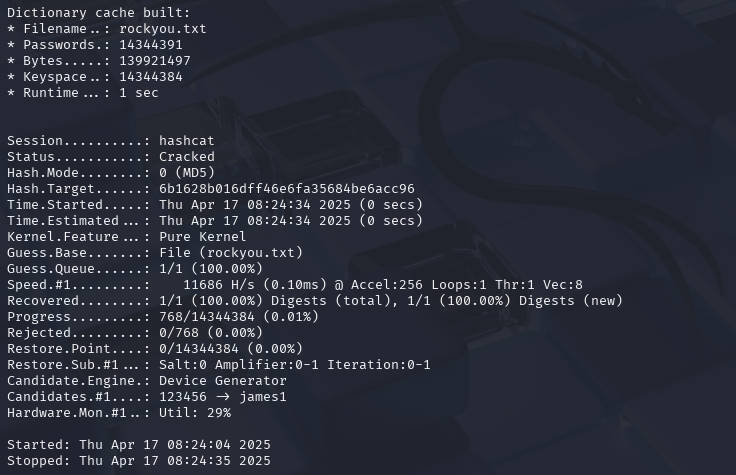 Dictionary cache built:
* Filename..: rockyou.txt
* Passwords.: 14344391
* Bytes.....: 139921497
* Keyspace..: 14344384
* Runtime...: 1 sec
Session..........: hashcat
Status...........: Cracked
Hash.Mode........: 0 (MD5)
Hash.Target......: 6b1628b016dff46e6fa35684be6acc96
Time.Started.....: Thu Apr 17 08:24:34 2025 (0 secs)
Time.Estimated...: Thu Apr 17 08:24:34 2025 (0 secs)
Kernel.Feature...: Pure Kernel
Guess.Base.......: File (rockyou.txt)
Guess.Queue......: 1/1 (100.00%)
Speed.#1.........:    11686 H/s (0.10ms) @ Accel:256 Loops:1 Thr:1 Vec:8
Recovered........: 1/1 (100.00%) Digests (total), 1/1 (100.00%) Digests (new)
Progress.........: 768/14344384 (0.01%)
Rejected.........: 0/768 (0.00%)
Restore.Point....: 0/14344384 (0.00%)
Restore.Sub.#1...: Salt:0 Amplifier:0-1 Iteration:0-1
Candidate.Engine.: Device Generator
Candidates.#1....: 123456 -> james1
Hardware.Mon.#1..: Util: 29%
Started: Thu Apr 17 08:24:04 2025
Stopped: Thu Apr 17 08:24:35 2025